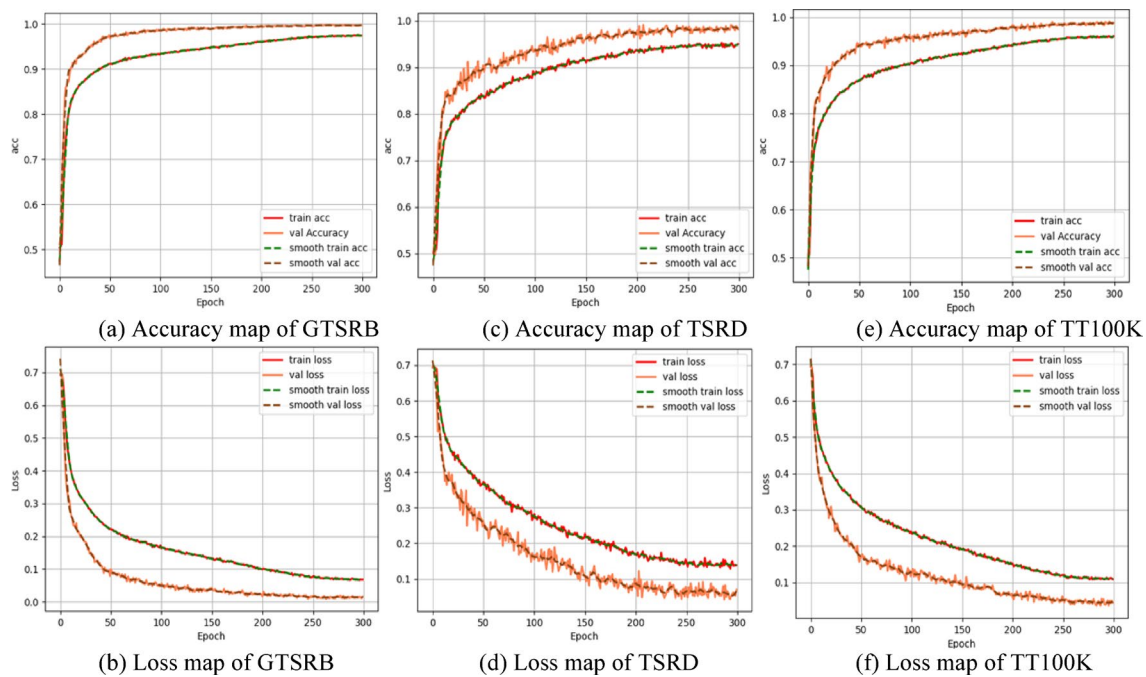 1.0
0.9
0.8
0.7
0.6
0.5
acc
train acc
val Accuracy
smooth train acc
smooth val acc
0 50 100 150 200 250 300
Epoch
(a) Accuracy map of GTSRB
1.0
0.9
0.8
0.7
0.6
0.5
acc
train acc
val Accuracy
smooth train acc
smooth val acc
0 50 100 150 200 250 300
Epoch
(c) Accuracy map of TSRD
1.0
0.9
0.8
0.7
0.6
0.5
acc
train acc
val Accuracy
smooth train acc
smooth val acc
0 50 100 150 200 250 300
Epoch
(e) Accuracy map of TT100K
0.7
0.6
0.5
0.4
0.3
0.2
0.1
0.0
Loss
train loss
val loss
smooth train loss
smooth val loss
0 50 100 150 200 250 300
Epoch
(b) Loss map of GTSRB
0.7
0.6
0.5
0.4
0.3
0.2
0.1
Loss
train loss
val loss
smooth train loss
smooth val loss
0 50 100 150 200 250 300
Epoch
(d) Loss map of TSRD
0.7
0.6
0.5
0.4
0.3
0.2
0.1
Loss
train loss
val loss
smooth train loss
smooth val loss
0 50 100 150 200 250 300
Epoch
(f) Loss map of TT100K